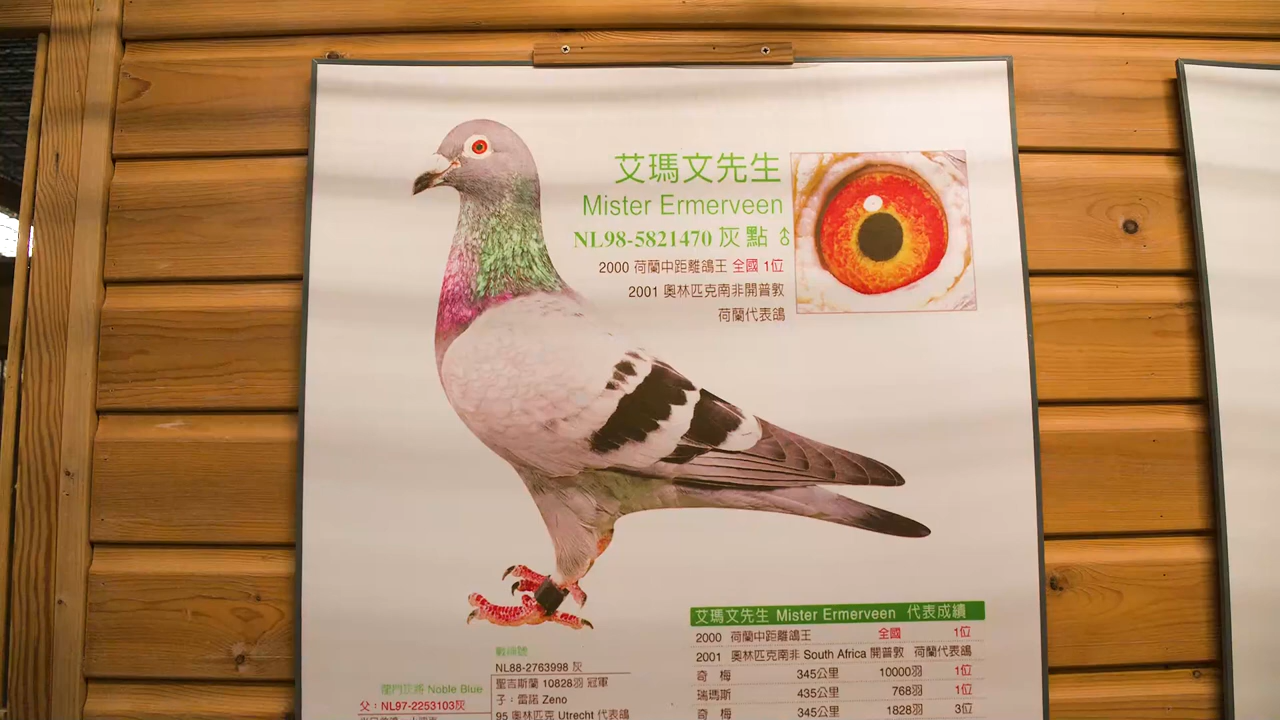 艾瑪文先生
Mister Ermerveen
NL98-5821470 灰點 ♂
2000 荷蘭中距離鴿王 全國 1位
2001 奧林匹克南非開普敦
荷蘭代表鴿
艾瑪文先生 Mister Ermerveen 代表成績
2000 荷蘭中距離鴿王 全國 1位
2001 奧林匹克南非 South Africa 開普敦 荷蘭代表鴿
奇 梅 345公里 10000羽 1位
瑞瑪斯 435公里 768羽 1位
奇 梅 345公里 1828羽 3位
NL88-2763998 灰
聖吉斯蘭 10828羽 冠軍
子：雷諾 Zeno
95 奧林匹克 Utrecht 代表鴿
Noble Blue
父：NL97-2253103灰